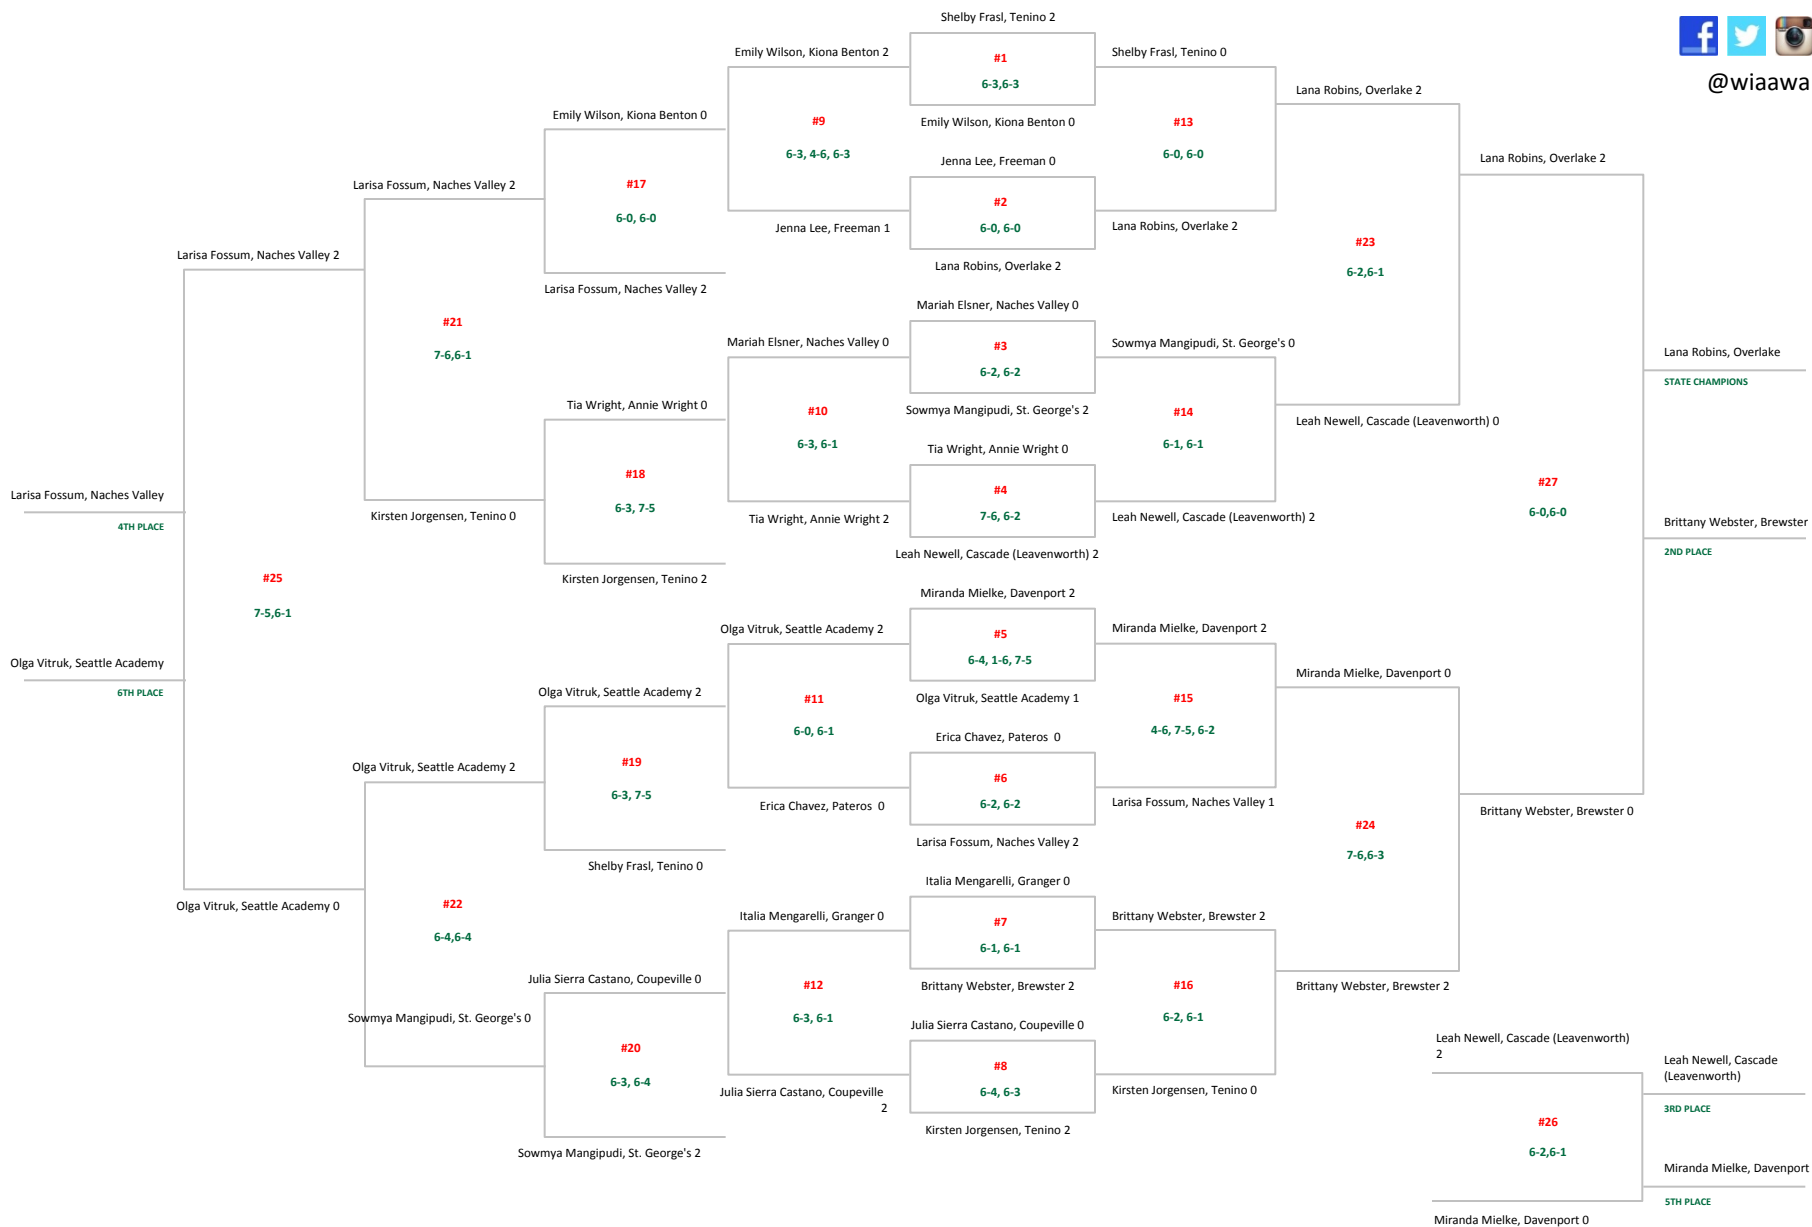 Shelby Frasl, Tenino 2
Emily Wilson, Kiona Benton 2
#1
Shelby Frasl, Tenino 0
6-3,6-3
@wiaawa
Lana Robins, Overlake 2
Emily Wilson, Kiona Benton 0
#9
Emily Wilson, Kiona Benton 0
#13
6-3, 4-6, 6-3
Jenna Lee, Freeman 0
6-0, 6-0
Lana Robins, Overlake 2
Larisa Fossum, Naches Valley 2
#17
#2
6-0, 6-0
6-0, 6-0
Jenna Lee, Freeman 1
Lana Robins, Overlake 2
#23
Larisa Fossum, Naches Valley 2
Lana Robins, Overlake 2
6-2,6-1
Larisa Fossum, Naches Valley 2
Mariah Elsner, Naches Valley 0
#21
Mariah Elsner, Naches Valley 0
#3
Sowmya Mangipudi, St. George's 0
7-6,6-1
6-2, 6-2
Lana Robins, Overlake
STATE CHAMPIONS
Tia Wright, Annie Wright 0
#10
Sowmya Mangipudi, St. George's 2
#14
Leah Newell, Cascade (Leavenworth) 0
6-3, 6-1
Tia Wright, Annie Wright 0
6-1, 6-1
#18
#4
#27
Larisa Fossum, Naches Valley
4TH PLACE
6-3, 7-5
7-6, 6-2
6-0,6-0
Kirsten Jorgensen, Tenino 0
Tia Wright, Annie Wright 2
Leah Newell, Cascade (Leavenworth) 2
Brittany Webster, Brewster
2ND PLACE
Leah Newell, Cascade (Leavenworth) 2
#25
Kirsten Jorgensen, Tenino 2
7-5,6-1
Miranda Mielke, Davenport 2
Olga Vitruk, Seattle Academy 2
#5
Miranda Mielke, Davenport 2
6-4, 1-6, 7-5
Olga Vitruk, Seattle Academy
6TH PLACE
Miranda Mielke, Davenport 0
Olga Vitruk, Seattle Academy 2
#11
Olga Vitruk, Seattle Academy 1
#15
6-0, 6-1
Erica Chavez, Pateros  0
4-6, 7-5, 6-2
Olga Vitruk, Seattle Academy 2
#19
#6
6-3, 7-5
Erica Chavez, Pateros  0
6-2, 6-2
Larisa Fossum, Naches Valley 1
Brittany Webster, Brewster 0
#24
Larisa Fossum, Naches Valley 2
7-6,6-3
Shelby Frasl, Tenino 0
Italia Mengarelli, Granger 0
Olga Vitruk, Seattle Academy 0
#22
Italia Mengarelli, Granger 0
#7
Brittany Webster, Brewster 2
6-4,6-4
6-1, 6-1
Julia Sierra Castano, Coupeville 0
#12
Brittany Webster, Brewster 2
#16
Brittany Webster, Brewster 2
Sowmya Mangipudi, St. George's 0
6-3, 6-1
Julia Sierra Castano, Coupeville 0
6-2, 6-1
#20
#8
Leah Newell, Cascade (Leavenworth)
2
Leah Newell, Cascade
(Leavenworth)
3RD PLACE
6-3, 6-4
Julia Sierra Castano, Coupeville
2
6-4, 6-3
Kirsten Jorgensen, Tenino 0
Kirsten Jorgensen, Tenino 2
#26
Sowmya Mangipudi, St. George's 2
6-2,6-1
Miranda Mielke, Davenport
5TH PLACE
Miranda Mielke, Davenport 0